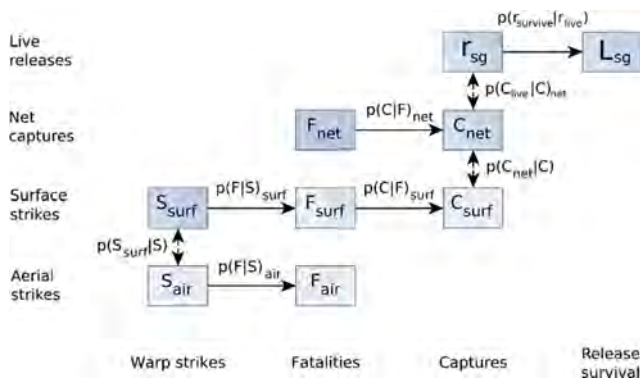 p(r_survive|r_live)
Live
releases
r_sg
L_sg
p(C_live|C)_net
Net
captures
F_net
p(C|F)_net
C_net
p(C_net|C)
Surface
strikes
S_surf
p(F|S)_surf
F_surf
p(C|F)_surf
C_surf
p(S_surf|S)
Aerial
strikes
S_air
p(F|S)_air
F_air
Warp strikes
Fatalities
Captures
Release
survival